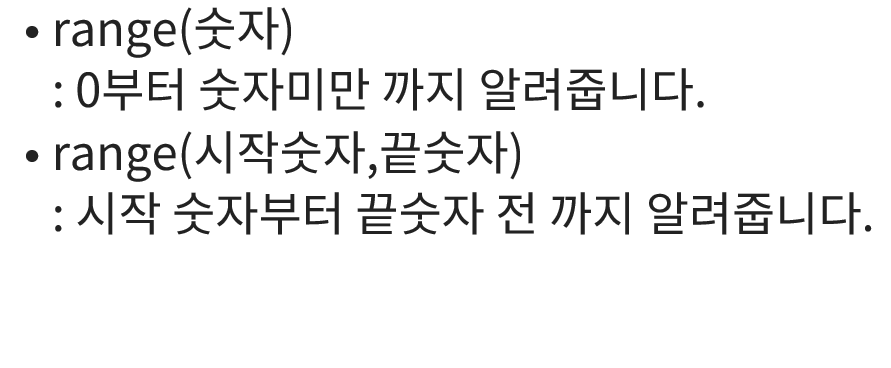 • range(숫자)
: 0부터 숫자미만 까지 알려줍니다.
• range(시작숫자,끝숫자)
: 시작 숫자부터 끝숫자 전 까지 알려줍니다.